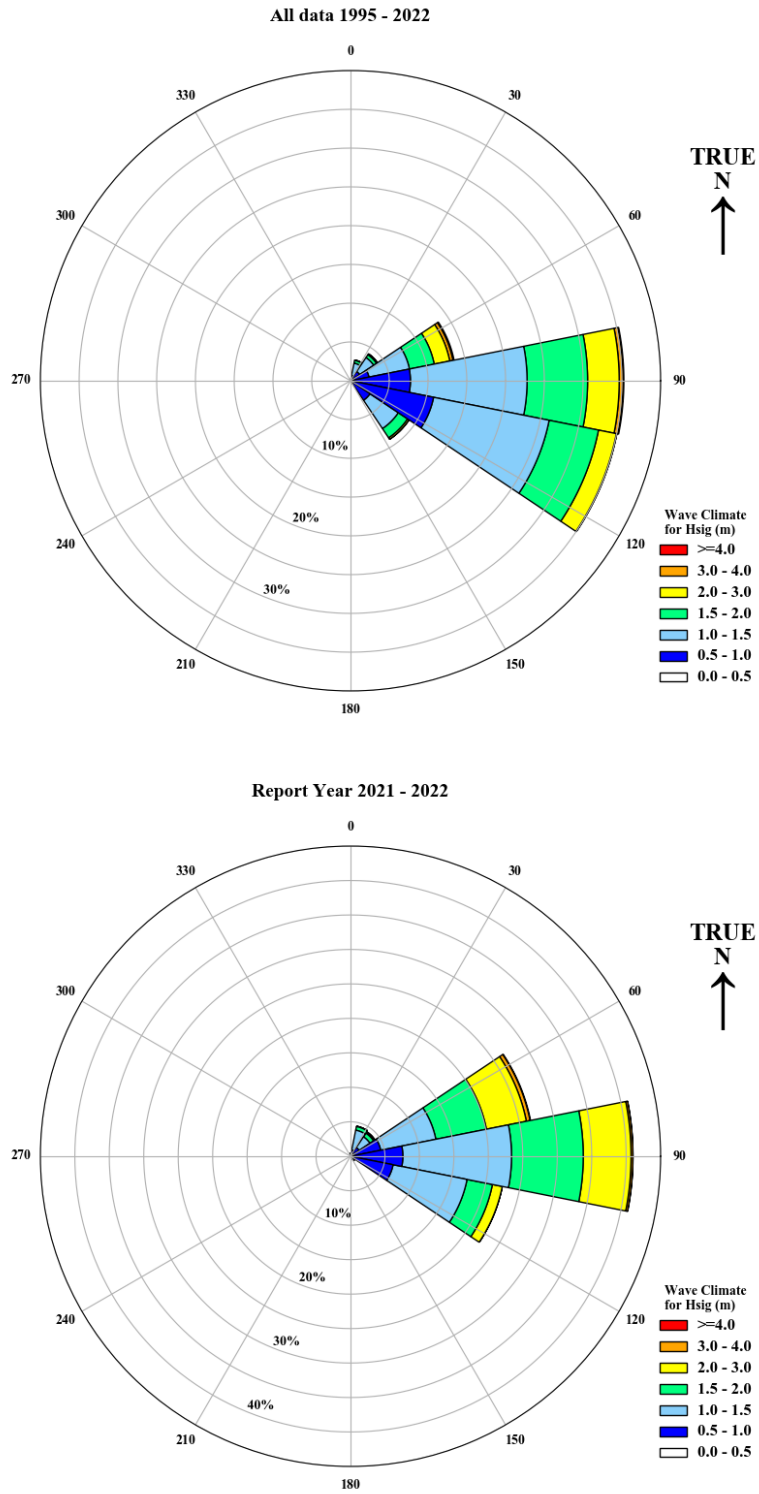 All data 1995 - 2022
0
330
30
TRUE
N
300
60
270
90
10%
20%
30%
240
120
210
150
180
Wave Climate
for Hsig (m)
>=4.0
3.0 - 4.0
2.0 - 3.0
1.5 - 2.0
1.0 - 1.5
0.5 - 1.0
0.0 - 0.5
Report Year 2021 - 2022
0
330
30
TRUE
N
300
60
270
90
10%
20%
30%
40%
240
120
210
150
180
Wave Climate
for Hsig (m)
>=4.0
3.0 - 4.0
2.0 - 3.0
1.5 - 2.0
1.0 - 1.5
0.5 - 1.0
0.0 - 0.5